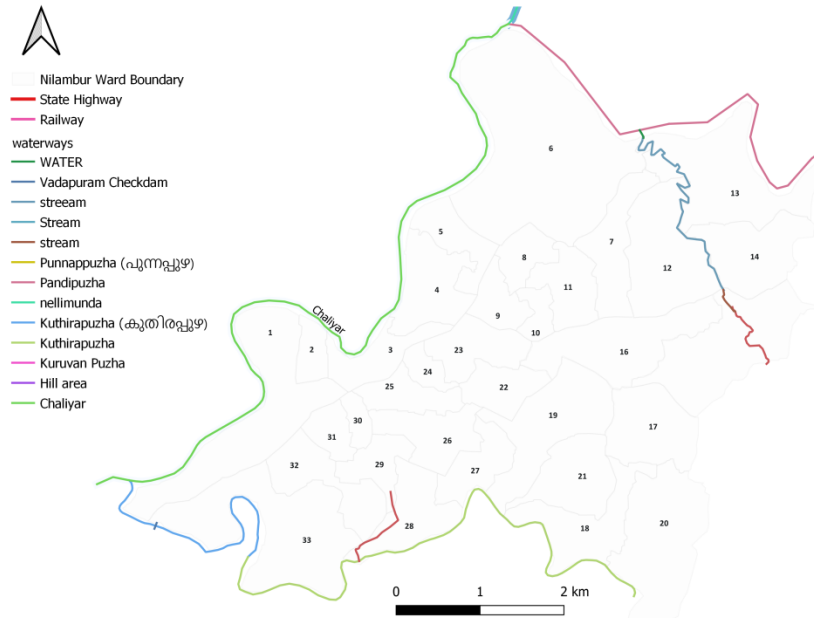 Nilambur Ward Boundary
State Highway
Railway
waterways
WATER
Vadapuram Checkdam
streeam
Stream
stream
Punnappuzha (പുന്നപ്പുഴ)
Pandipuzha
nellimunda
Kuthirapuzha (കുതിരപ്പുഴ)
Kuthirapuzha
Kuruvan Puzha
Hill area
Chaliyar
6
13
5
7
8
14
12
4
11
9
Chaliyar
1
2
10
3
23
16
24
25
22
19
30
17
31
26
32
29
27
21
28
18
20
33
0 1 2 km